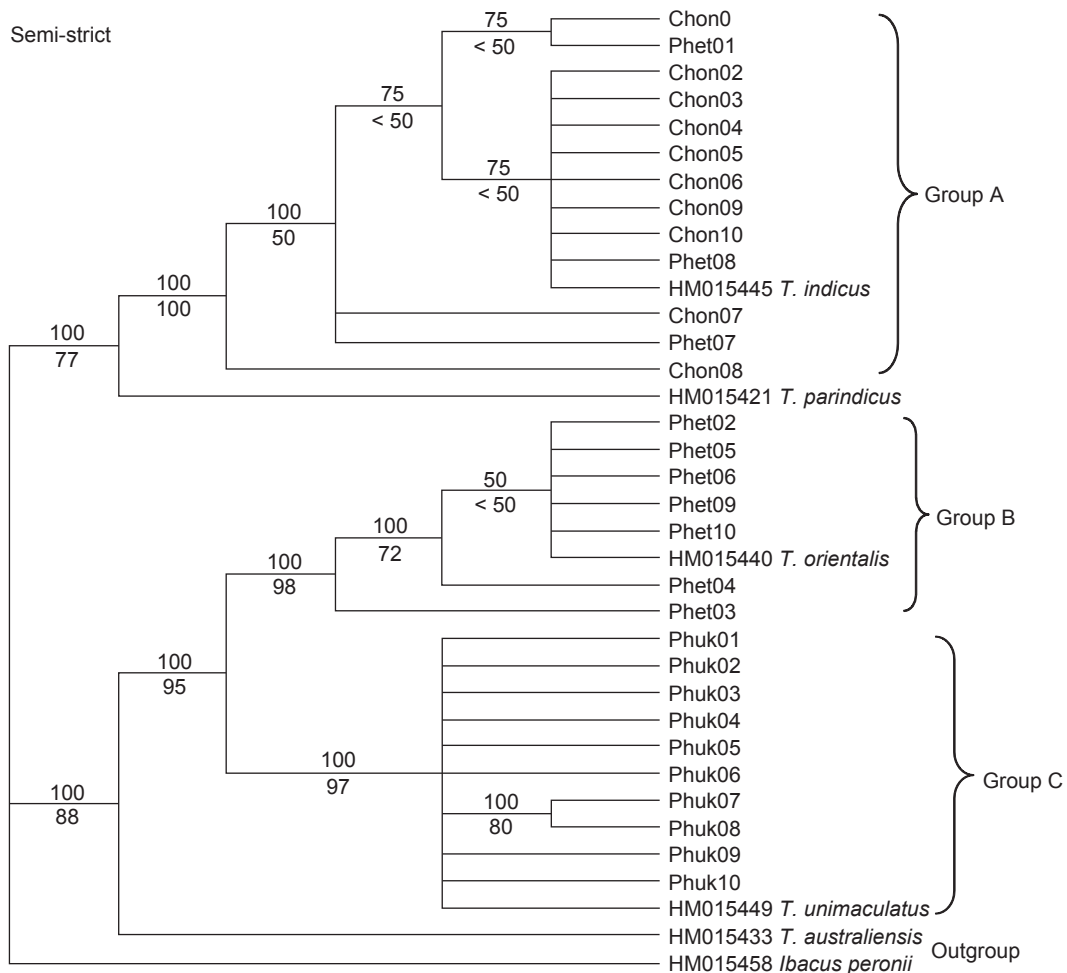 Semi-strict
75
< 50
Chon0
Phet01
75
< 50
Chon02
Chon03
Chon04
Chon05
75
< 50
Chon06
Chon09
Chon10
Phet08
HM015445 T. indicus
100
50
Chon07
Phet07
100
100
Chon08
Group A
100
77
HM015421 T. parindicus
Phet02
Phet05
Phet06
50
< 50
Phet09
Phet10
HM015440 T. orientalis
100
72
Phet04
100
98
Phet03
Group B
100
95
Phuk01
Phuk02
Phuk03
Phuk04
Phuk05
100
97
Phuk06
100
80
Phuk07
Phuk08
Phuk09
Phuk10
HM015449 T. unimaculatus
Group C
100
88
HM015433 T. australiensis
Outgroup
HM015458 Ibacus peronii